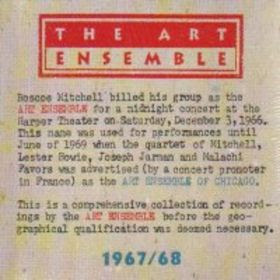 THE ART
ENSEMBLE
Roscoe Mitchell billed his group as the
ART ENSEMBLE for a midnight concert at the
Harper Theater on Saturday, December 3, 1966.
This name was used for performances until
June of 1969 when the quartet of Mitchell,
Lester Bowie, Joseph Jarman and Malachi
Favors was advertised (by a concert promoter
in France) as the ART ENSEMBLE OF CHICAGO.
This is a comprehensive collection of record-
ings by the ART ENSEMBLE before the geo-
graphical qualification was deemed necessary.
1967/68